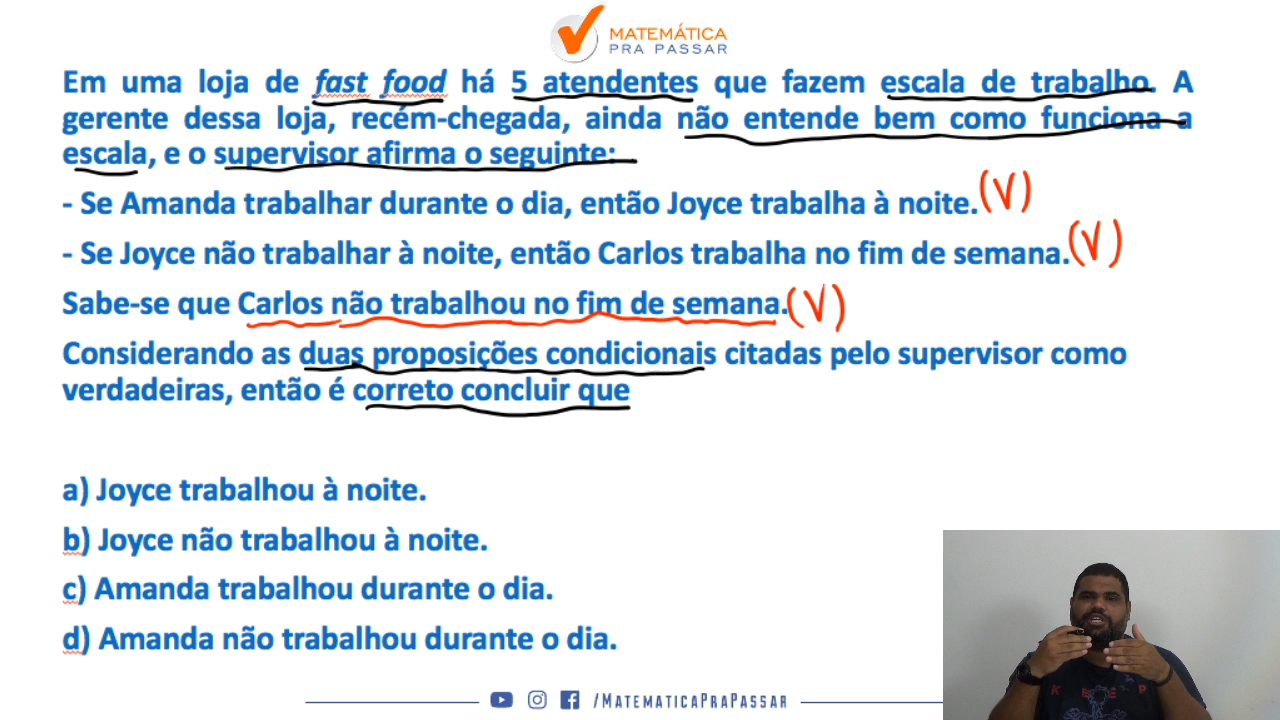 MATEMÁTICA
PRA PASSAR
Em uma loja de fast food há 5 atendentes que fazem escala de trabalho. A
gerente dessa loja, recém-chegada, ainda não entende bem como funciona a
escala, e o supervisor afirma o seguinte:
- Se Amanda trabalhar durante o dia, então Joyce trabalha à noite. (V)
- Se Joyce não trabalhar à noite, então Carlos trabalha no fim de semana. (V)
Sabe-se que Carlos não trabalhou no fim de semana. (V)
Considerando as duas proposições condicionais citadas pelo supervisor como
verdadeiras, então é correto concluir que
a) Joyce trabalhou à noite.
b) Joyce não trabalhou à noite.
c) Amanda trabalhou durante o dia.
d) Amanda não trabalhou durante o dia.
/MatematicaPraPassar